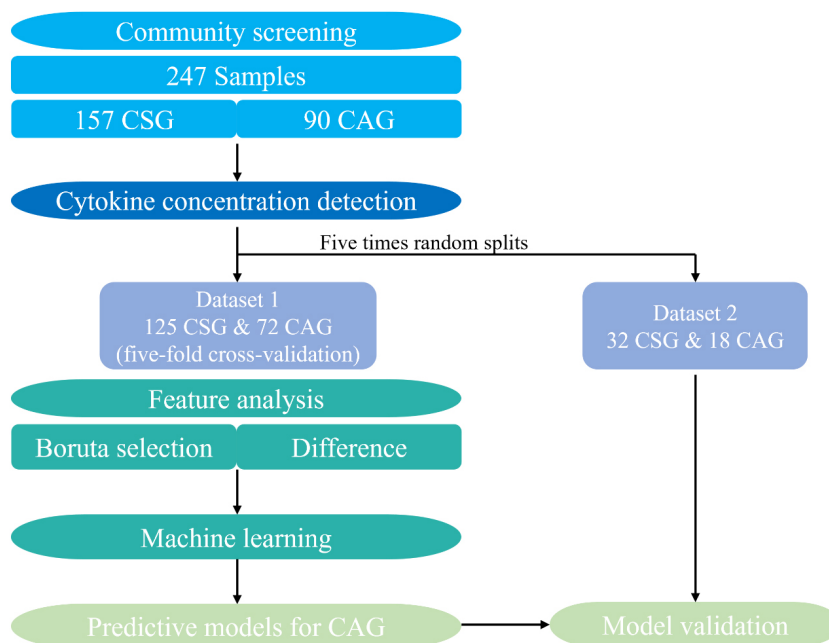 Community screening
247 Samples
157 CSG
90 CAG
Cytokine concentration detection
Five times random splits
Dataset 1
125 CSG & 72 CAG
(five-fold cross-validation)
Dataset 2
32 CSG & 18 CAG
Feature analysis
Boruta selection
Difference
Machine learning
Predictive models for CAG
Model validation